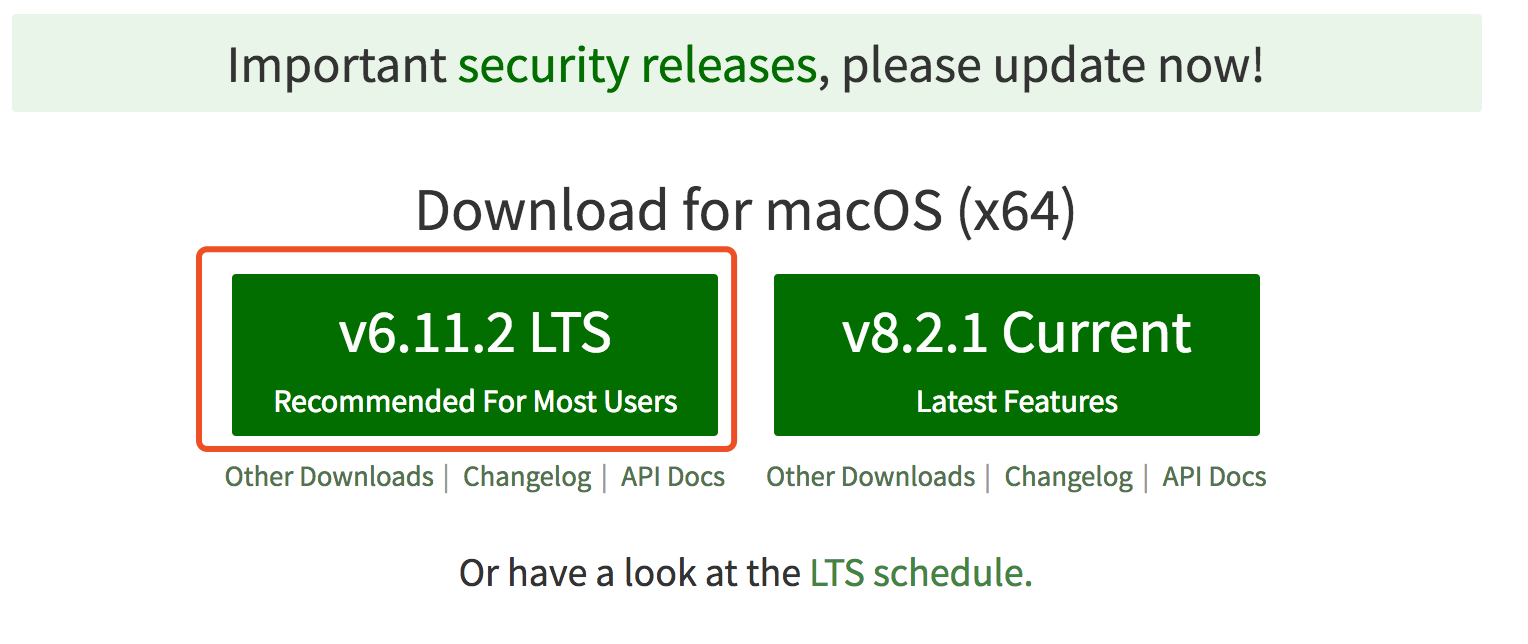 Important security releases, please update now!
Download for macOS (x64)
v6.11.2 LTS
Recommended For Most Users
v8.2.1 Current
Latest Features
Other Downloads | Changelog | API Docs
Other Downloads | Changelog | API Docs
Or have a look at the LTS schedule.